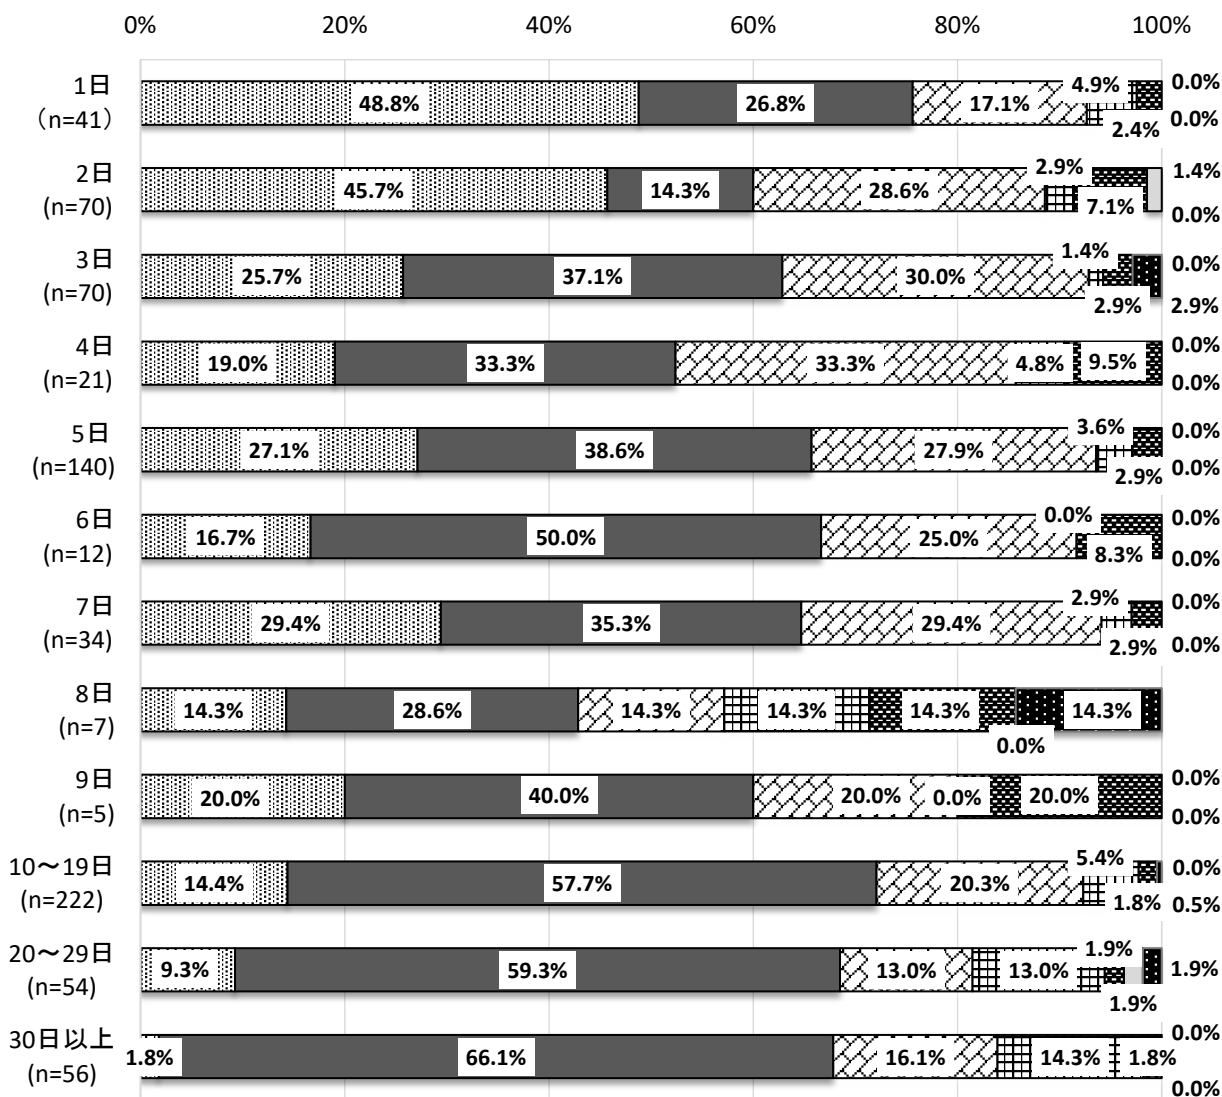 0% 20% 40% 60% 80% 100%
1日
（n=41）
48.8% 26.8% 17.1% 4.9% 2.4% 0.0% 0.0%
2日
(n=70)
45.7% 14.3% 28.6% 2.9% 7.1% 1.4% 0.0%
3日
(n=70)
25.7% 37.1% 30.0% 1.4% 2.9% 0.0% 2.9%
4日
(n=21)
19.0% 33.3% 33.3% 4.8% 9.5% 0.0% 0.0%
5日
(n=140)
27.1% 38.6% 27.9% 3.6% 2.9% 0.0% 0.0%
6日
(n=12)
16.7% 50.0% 25.0% 0.0% 8.3% 0.0% 0.0%
7日
(n=34)
29.4% 35.3% 29.4% 2.9% 2.9% 0.0% 0.0%
8日
(n=7)
14.3% 28.6% 14.3% 14.3% 14.3% 0.0% 14.3%
9日
(n=5)
20.0% 40.0% 20.0% 0.0% 20.0% 0.0% 0.0%
10～19日
(n=222)
14.4% 57.7% 20.3% 5.4% 1.8% 0.0% 0.5%
20～29日
(n=54)
9.3% 59.3% 13.0% 13.0% 1.9% 1.9% 1.9%
30日以上
(n=56)
1.8% 66.1% 16.1% 14.3% 1.8% 0.0% 0.0%